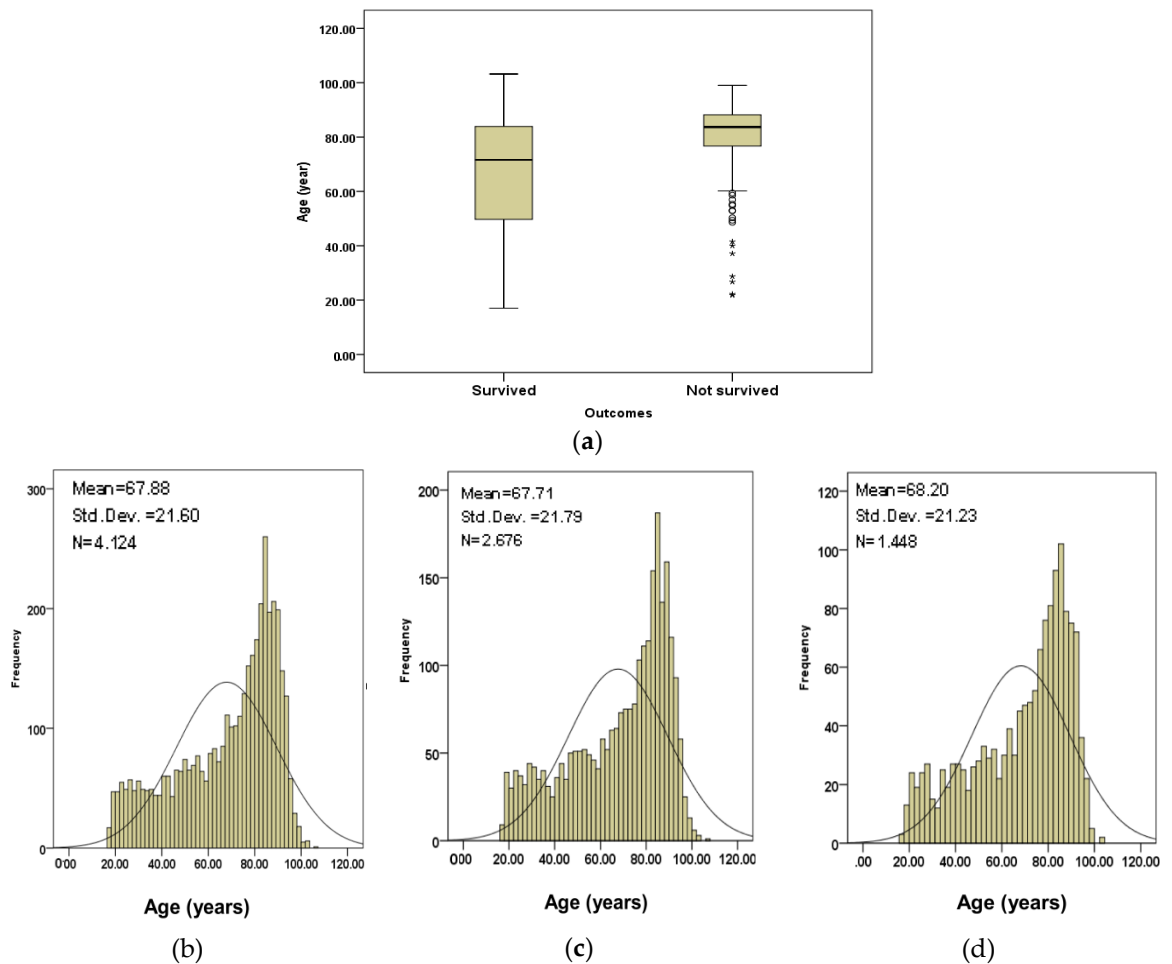 120.00
100.00
80.00
60.00
40.00
20.00
0.00
Age (year)
Survived
Not survived
Outcomes
(a)
Mean=67.88
Std.Dev. =21.60
N=4.124
300
200
100
0
Frequency
0.00 20.00 40.00 60.00 80.00 100.00 120.00
Age (years)
(b)
Mean=67.71
Std.Dev. =21.79
N=2.676
200
150
100
50
0
Frequency
0.00 20.00 40.00 60.00 80.00 100.00 120.00
Age (years)
(c)
Mean=68.20
Std.Dev. =21.23
N=1.448
120
100
80
60
40
20
0
Frequency
.00 20.00 40.00 60.00 80.00 100.00 120.00
Age (years)
(d)